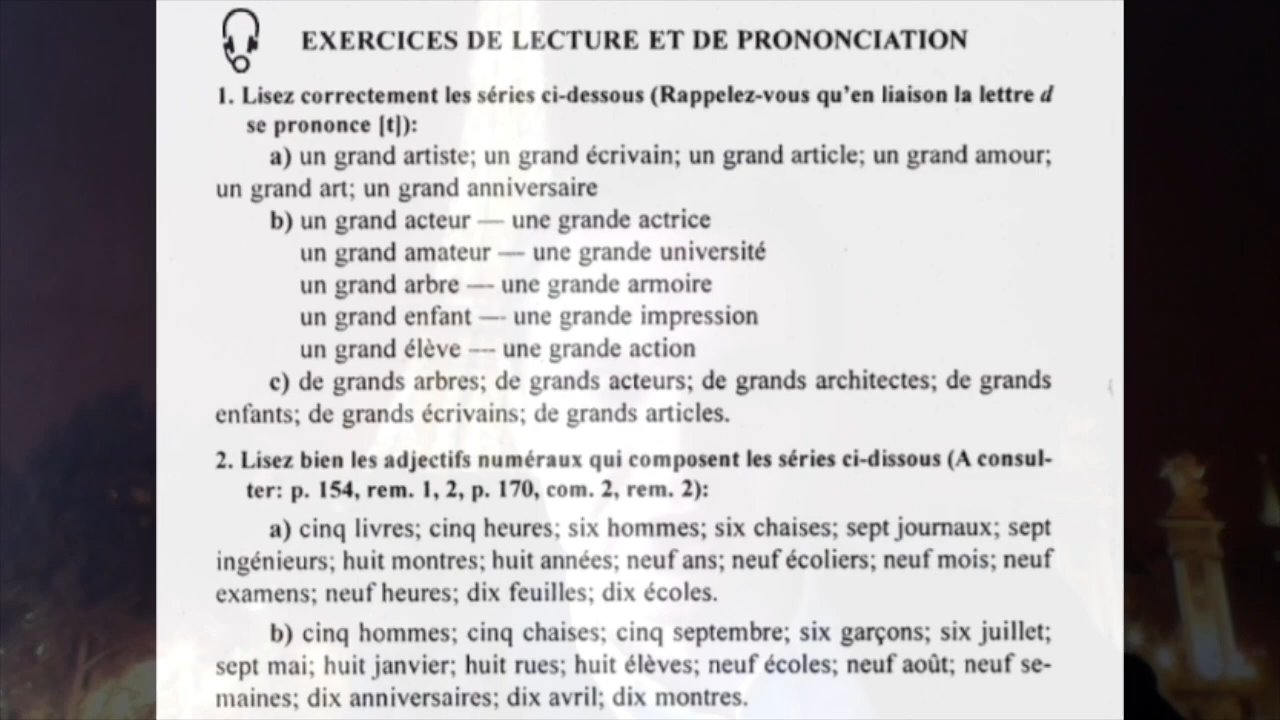 EXERCICES DE LECTURE ET DE PRONONCIATION
1. Lisez correctement les séries ci-dessous (Rappelez-vous qu'en liaison la lettre d
se prononce [t]):
a) un grand artiste; un grand écrivain; un grand article; un grand amour;
un grand art; un grand anniversaire
b) un grand acteur — une grande actrice
un grand amateur — une grande université
un grand arbre — une grande armoire
un grand enfant — une grande impression
un grand élève — une grande action
c) de grands arbres; de grands acteurs; de grands architectes; de grands
enfants; de grands écrivains; de grands articles.
2. Lisez bien les adjectifs numéraux qui composent les séries ci-dissous (A consul-
ter: p. 154, rem. 1, 2, p. 170, com. 2, rem. 2):
a) cinq livres; cinq heures; six hommes; six chaises; sept journaux; sept
ingénieurs; huit montres; huit années; neuf ans; neuf écoliers; neuf mois; neuf
examens; neuf heures; dix feuilles; dix écoles.
b) cinq hommes; cinq chaises; cinq septembre; six garçons; six juillet;
sept mai; huit janvier; huit rues; huit élèves; neuf écoles; neuf août; neuf se-
maines; dix anniversaires; dix avril; dix montres.